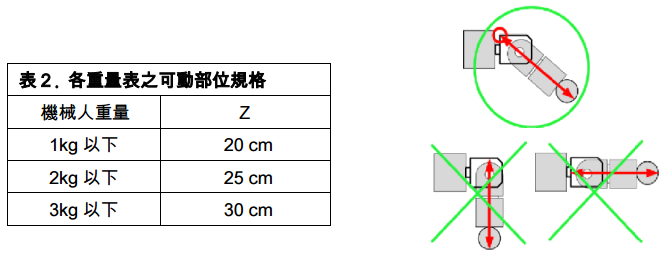 表２．各重量表之可動部位規格
機械人重量 Z
1kg 以下 20 cm
2kg 以下 25 cm
3kg 以下 30 cm